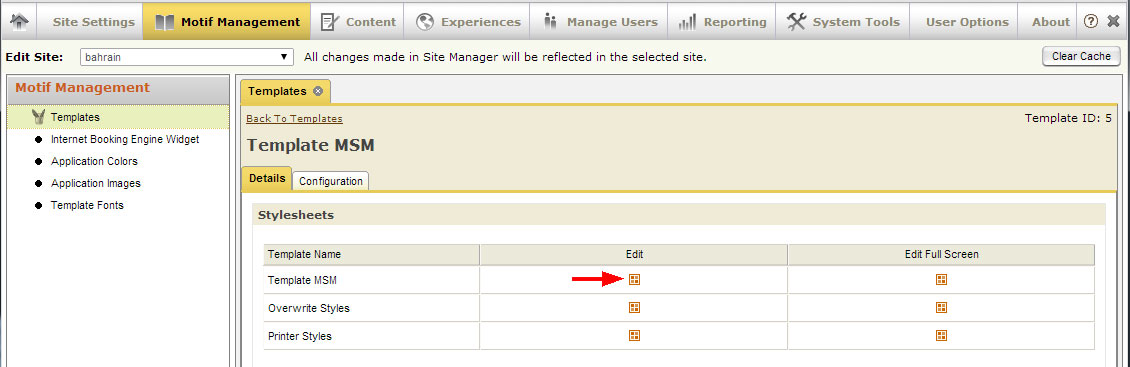 Site Settings Motif Management Content Experiences Manage Users Reporting System Tools User Options About ?
Edit Site: bahrain All changes made in Site Manager will be reflected in the selected site. Clear Cache
Motif Management
Templates
Internet Booking Engine Widget
Application Colors
Application Images
Template Fonts
Templates
Back To Templates Template ID: 5
Template MSM
Details Configuration
Stylesheets
Template Name Edit Edit Full Screen
Template MSM
Overwrite Styles
Printer Styles